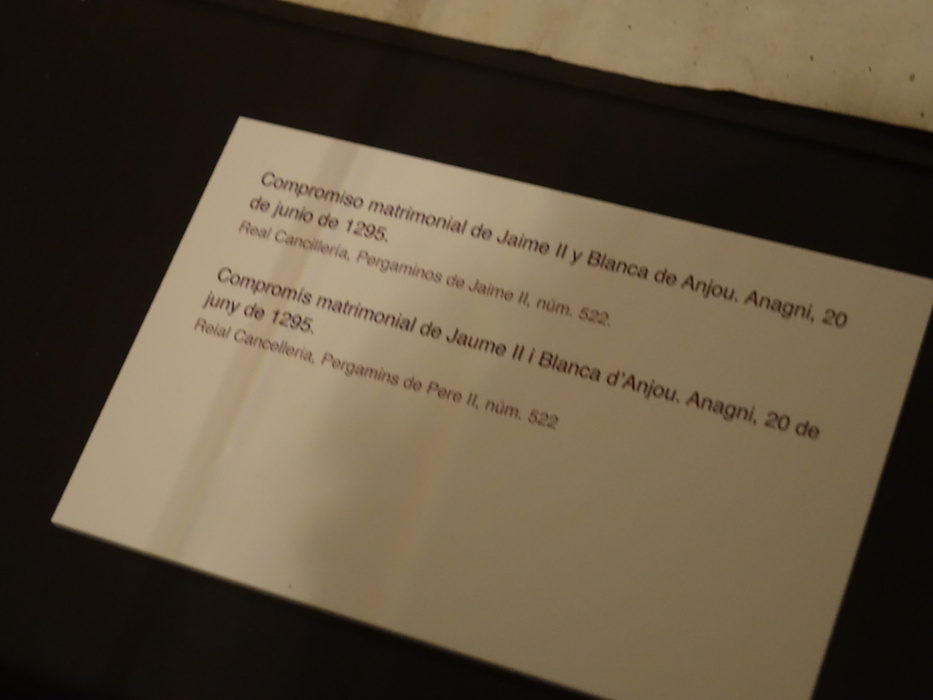 Compromiso matrimonial de Jaime II y Blanca de Anjou. Anagni, 20
de junio de 1295.
Real Cancillería, Pergaminos de Jaime II, núm. 522.
Compromís matrimonial de Jaume II i Blanca d'Anjou. Anagni, 20 de
juny de 1295.
Reial Cancelleria, Pergamins de Pere II, núm. 522